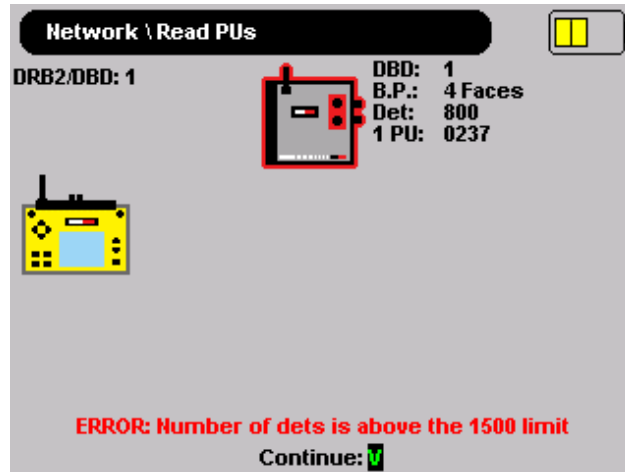 Network \ Read PUs
DRB2/DBD: 1
DBD: 1
B.P.: 4 Faces
Det: 800
1 PU: 0237
ERROR: Number of dets is above the 1500 limit
Continue: V